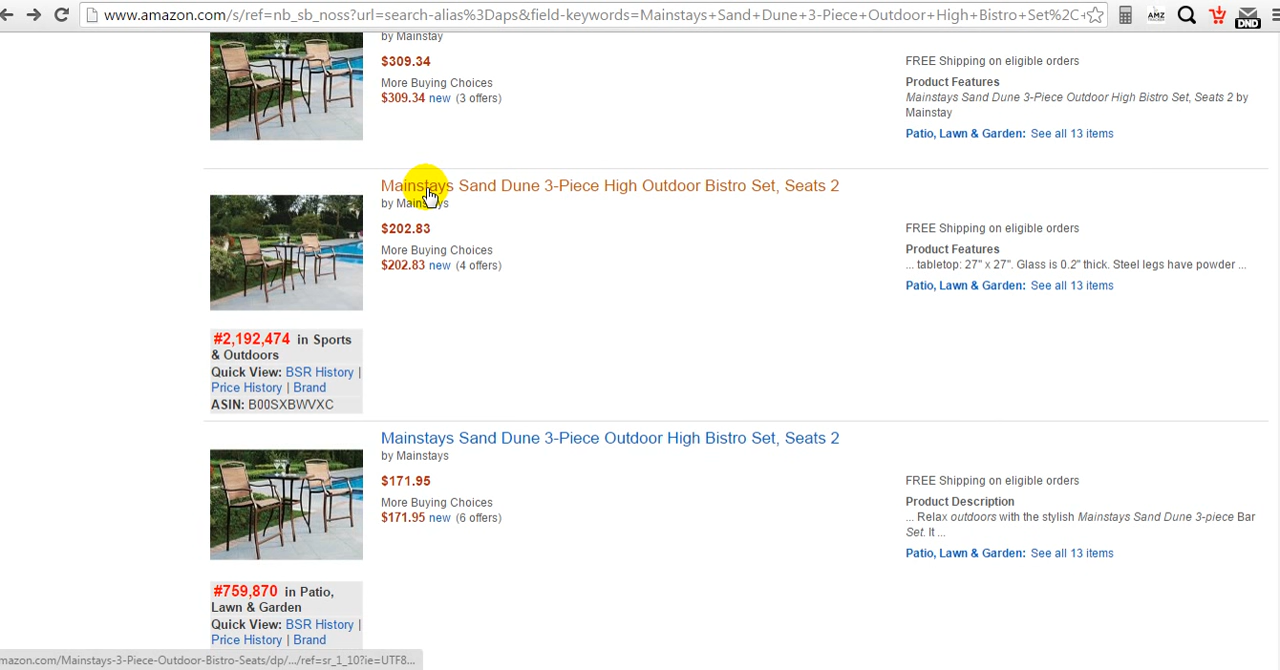 www.amazon.com/s/ref=nb_sb_noss?url=search-alias%3Daps&field-keywords=Mainstays+Sand+Dune+3-Piece+Outdoor+High+Bistro+Set%2C+
AMZ
DND
by Mainstay
$309.34
More Buying Choices
$309.34 new (3 offers)
FREE Shipping on eligible orders
Product Features
Mainstays Sand Dune 3-Piece Outdoor High Bistro Set, Seats 2 by
Mainstay
Patio, Lawn & Garden: See all 13 items
Mainstays Sand Dune 3-Piece High Outdoor Bistro Set, Seats 2
by Mainstays
$202.83
More Buying Choices
$202.83 new (4 offers)
FREE Shipping on eligible orders
Product Features
... tabletop: 27" x 27". Glass is 0.2" thick. Steel legs have powder ...
Patio, Lawn & Garden: See all 13 items
#2,192,474 in Sports
& Outdoors
Quick View: BSR History |
Price History | Brand
ASIN: B00SXBWVXC
Mainstays Sand Dune 3-Piece Outdoor High Bistro Set, Seats 2
by Mainstays
$171.95
More Buying Choices
$171.95 new (6 offers)
FREE Shipping on eligible orders
Product Description
... Relax outdoors with the stylish Mainstays Sand Dune 3-piece Bar
Set. It ...
Patio, Lawn & Garden: See all 13 items
#759,870 in Patio,
Lawn & Garden
Quick View: BSR History |
Price History | Brand
mazon.com/Mainstays-3-Piece-Outdoor-Bistro-Seats/dp/.../ref=sr_1_10?ie=UTF8...